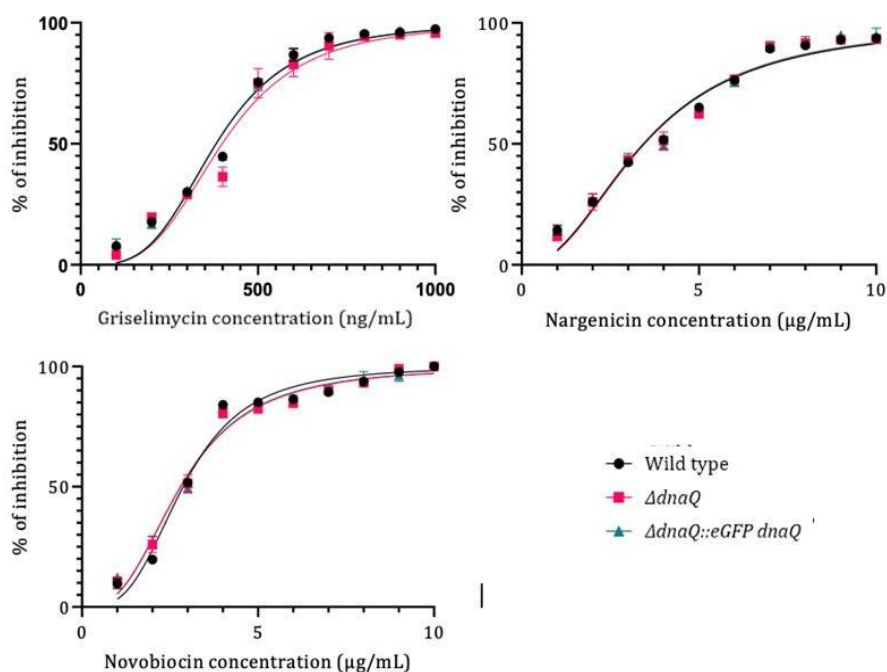 100
50
0
% of inhibition
0
500
1000
Griselimycin concentration (ng/mL)
100
50
0
% of inhibition
0
5
10
Nargenicin concentration (µg/mL)
100
50
0
% of inhibition
0
5
10
Novobiocin concentration (µg/mL)
Wild type
ΔdnaQ
ΔdnaQ::eGFP dnaQ